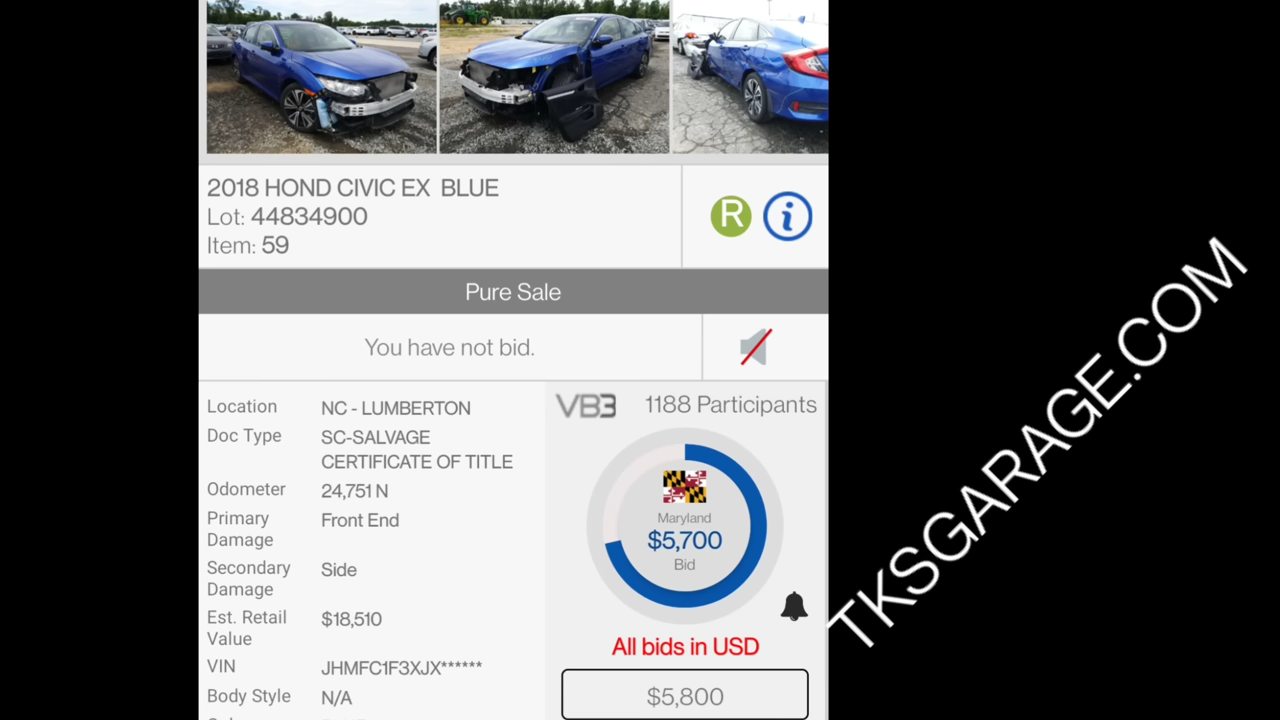 2018 HOND CIVIC EX BLUE
Lot: 44834900
Item: 59
R
i
Pure Sale
You have not bid.
Location NC - LUMBERTON
Doc Type SC-SALVAGE
CERTIFICATE OF TITLE
Odometer 24,751 N
Primary Damage Front End
Secondary Damage Side
Est. Retail Value $18,510
VIN JHMFC1F3XJX******
Body Style N/A
VB3 1188 Participants
Maryland
$5,700
Bid
All bids in USD
$5,800
TKSGARAGE.COM